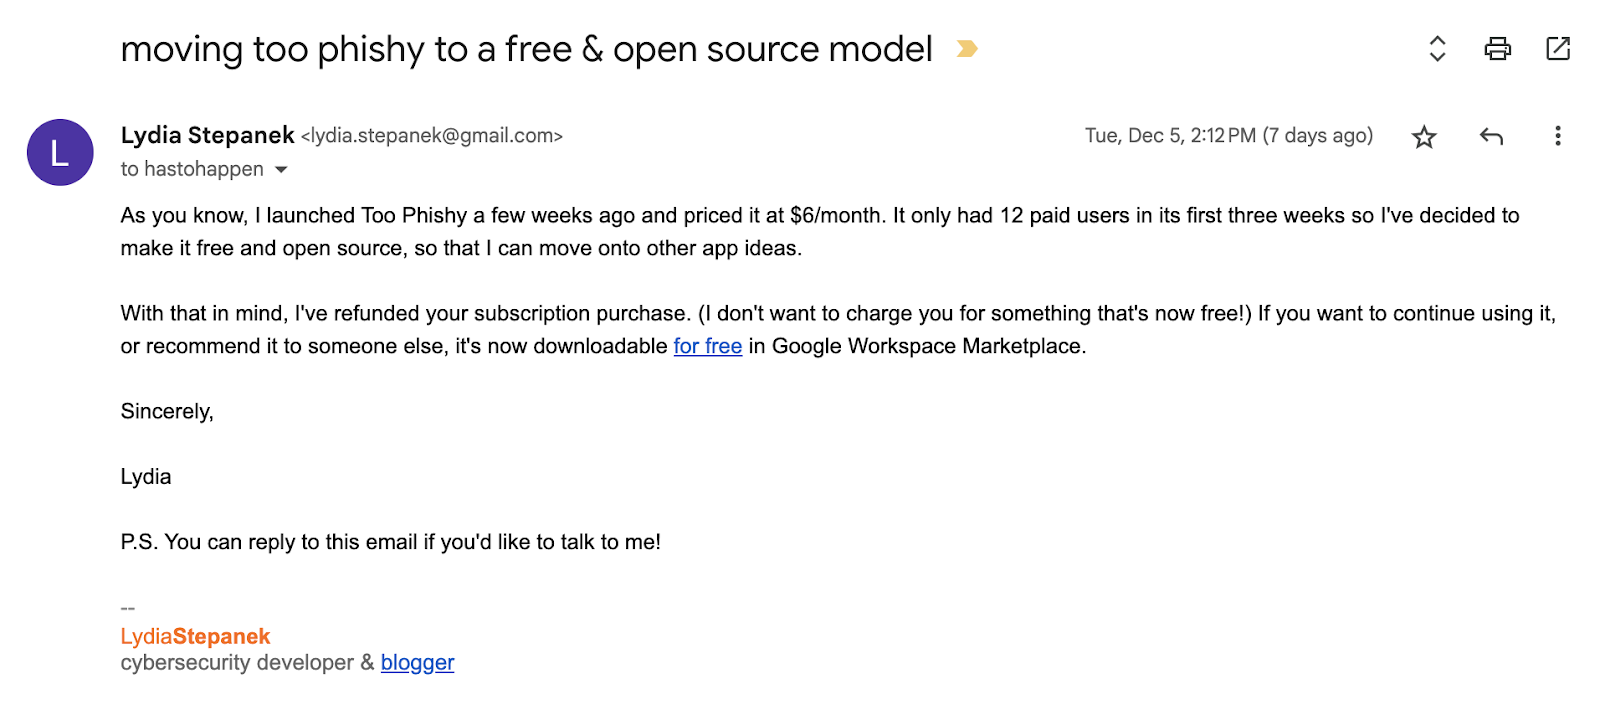 moving too phishy to a free & open source model
L
Lydia Stepanek <lydia.stepanek@gmail.com>
Tue, Dec 5, 2:12 PM (7 days ago)
to hastohappen
As you know, I launched Too Phishy a few weeks ago and priced it at $6/month. It only had 12 paid users in its first three weeks so I've decided to
make it free and open source, so that I can move onto other app ideas.
With that in mind, I've refunded your subscription purchase. (I don't want to charge you for something that's now free!) If you want to continue using it,
or recommend it to someone else, it's now downloadable for free in Google Workspace Marketplace.
Sincerely,
Lydia
P.S. You can reply to this email if you'd like to talk to me!
--
LydiaStepanek
cybersecurity developer & blogger